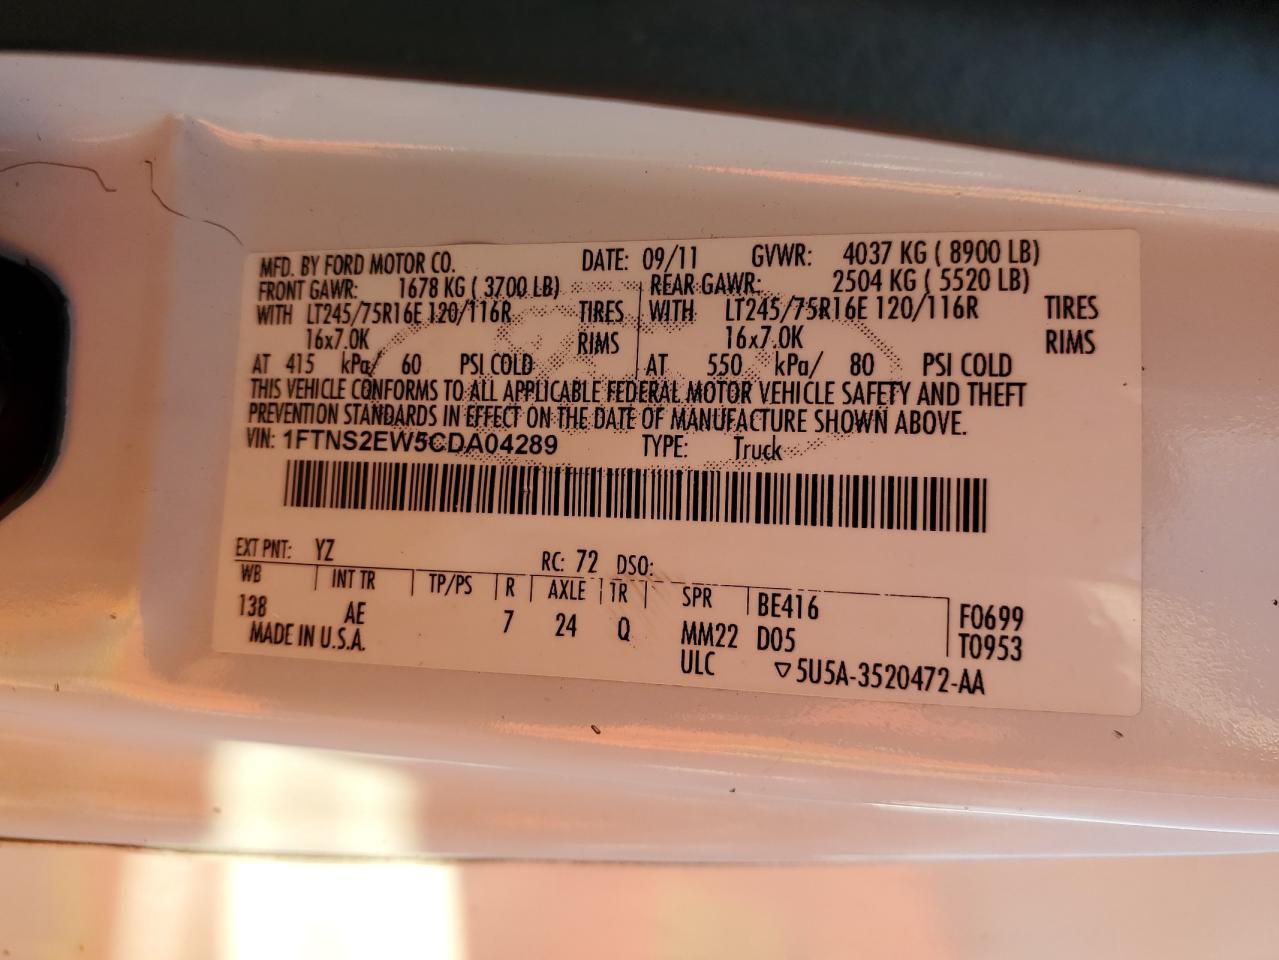 MFD. BY FORD MOTOR CO. DATE: 09/11 GVWR: 4037 KG ( 8900 LB)
FRONT GAWR: 1678 KG ( 3700 LB) REAR GAWR: 2504 KG ( 5520 LB)
WITH LT245/75R16E 120/116R TIRES WITH LT245/75R16E 120/116R TIRES
16x7.0K RIMS 16x7.0K RIMS
AT 415 kPa/ 60 PSI COLD AT 550 kPa/ 80 PSI COLD
THIS VEHICLE CONFORMS TO ALL APPLICABLE FEDERAL MOTOR VEHICLE SAFETY AND THEFT
PREVENTION STANDARDS IN EFFECT ON THE DATE OF MANUFACTURE SHOWN ABOVE.
VIN: 1FTNS2EW5CDA04289 TYPE: Truck
EXT PNT: YZ RC: 72 DSO:
WB INT TR TP/PS R AXLE TR SPR BE416 F0699
138 AE 7 24 Q MM22 D05 T0953
MADE IN U.S.A. ULC ▽5U5A-3520472-AA